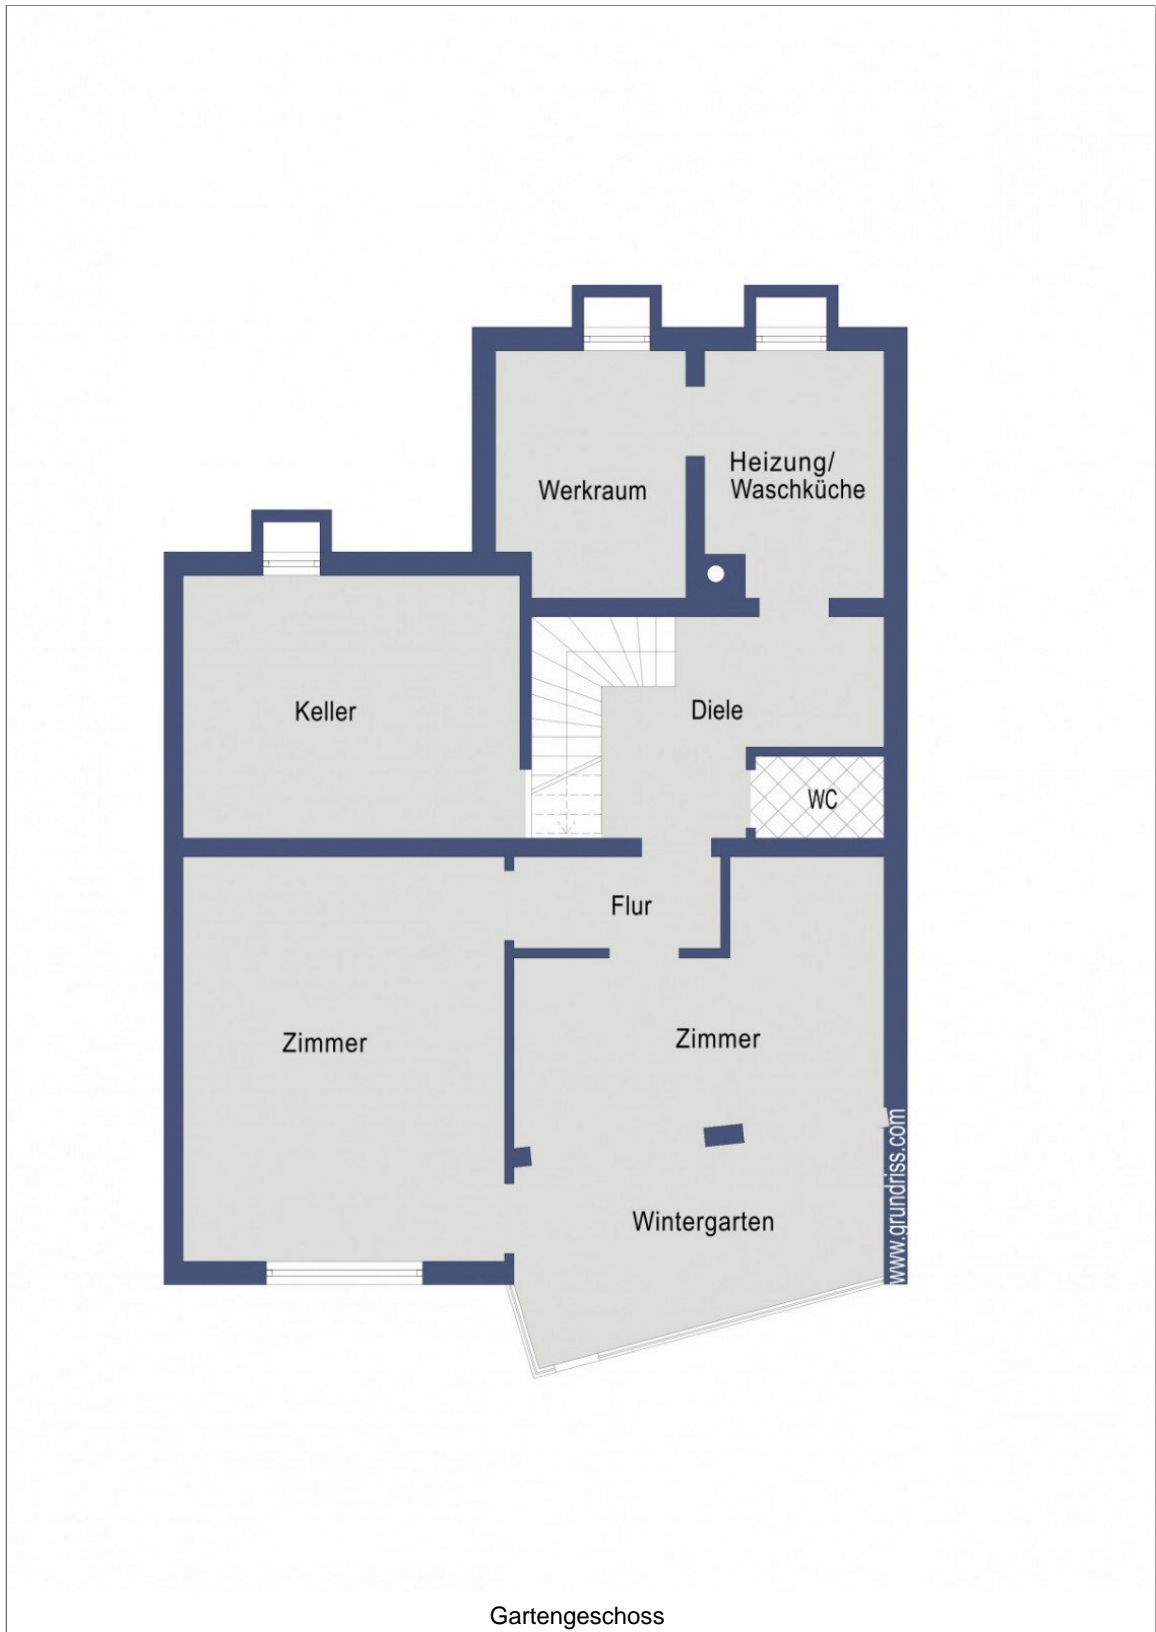 Heizung/
Waschküche
Werkraum
Keller
Diele
WC
Flur
Zimmer
Zimmer
Wintergarten
www.grundriss.com
Gartengeschoss